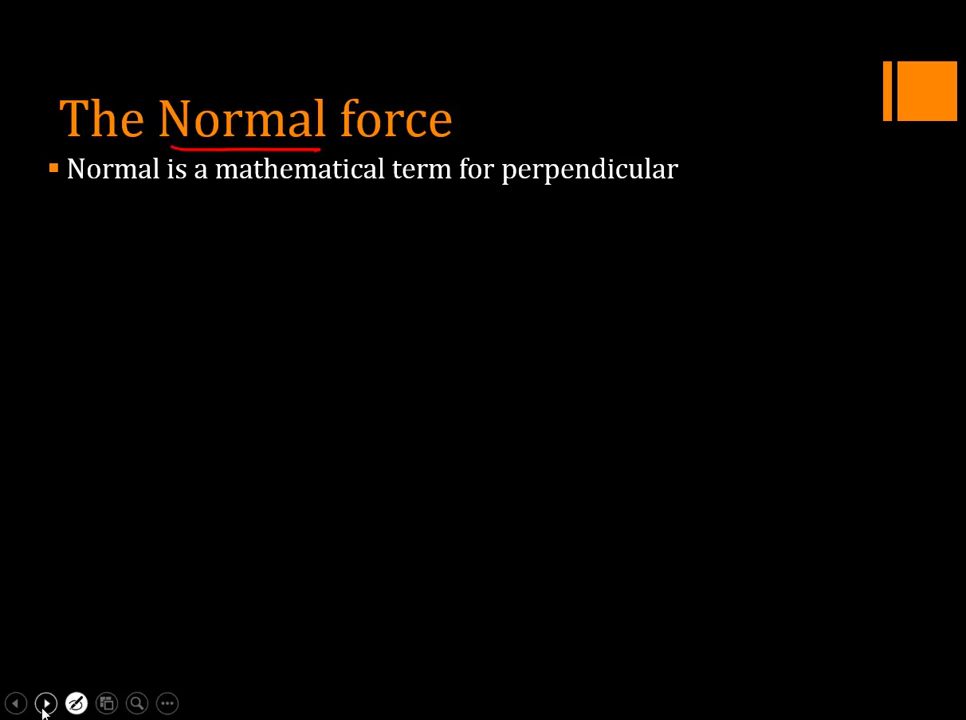 The Normal force
Normal is a mathematical term for perpendicular